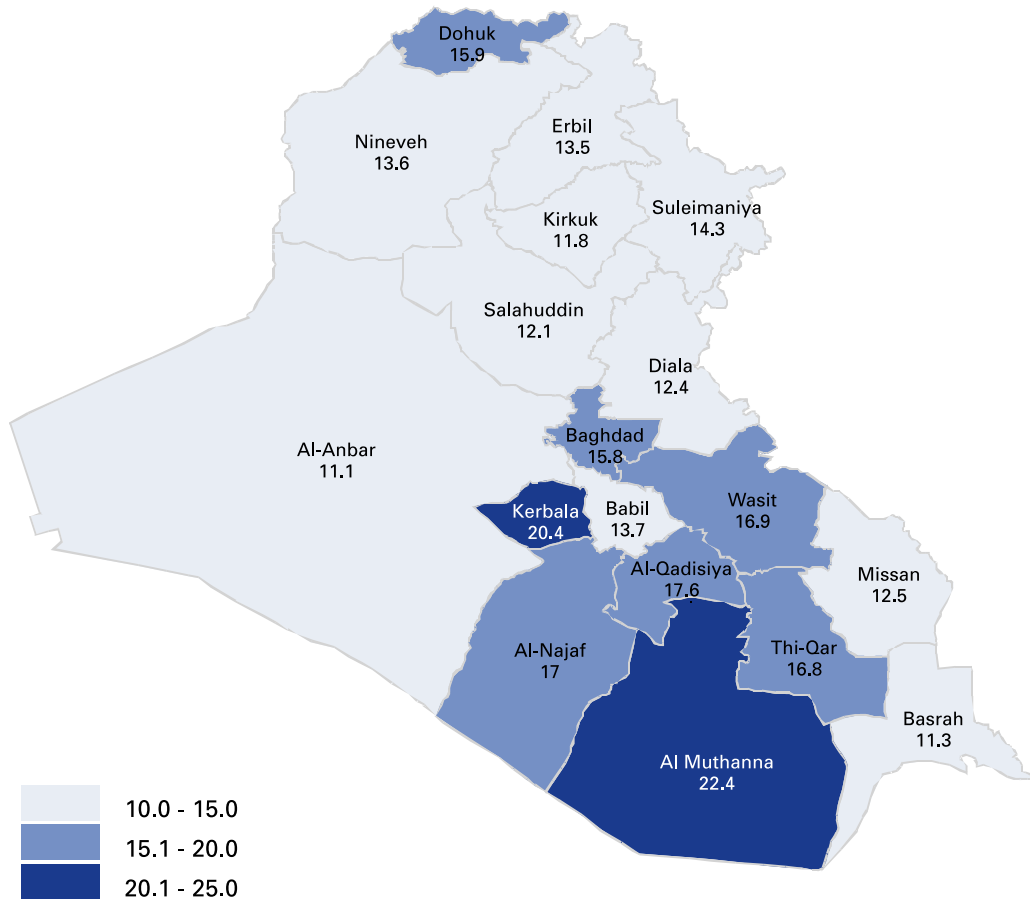 Dohuk
15.9
Erbil
13.5
Nineveh
13.6
Suleimaniya
14.3
Kirkuk
11.8
Salahuddin
12.1
Diala
12.4
Baghdad
15.8
Al-Anbar
11.1
Wasit
16.9
Kerbala
20.4
Babil
13.7
Al-Qadisiya
17.6
Missan
12.5
Al-Najaf
17
Thi-Qar
16.8
Basrah
11.3
Al Muthanna
22.4
10.0 - 15.0
15.1 - 20.0
20.1 - 25.0